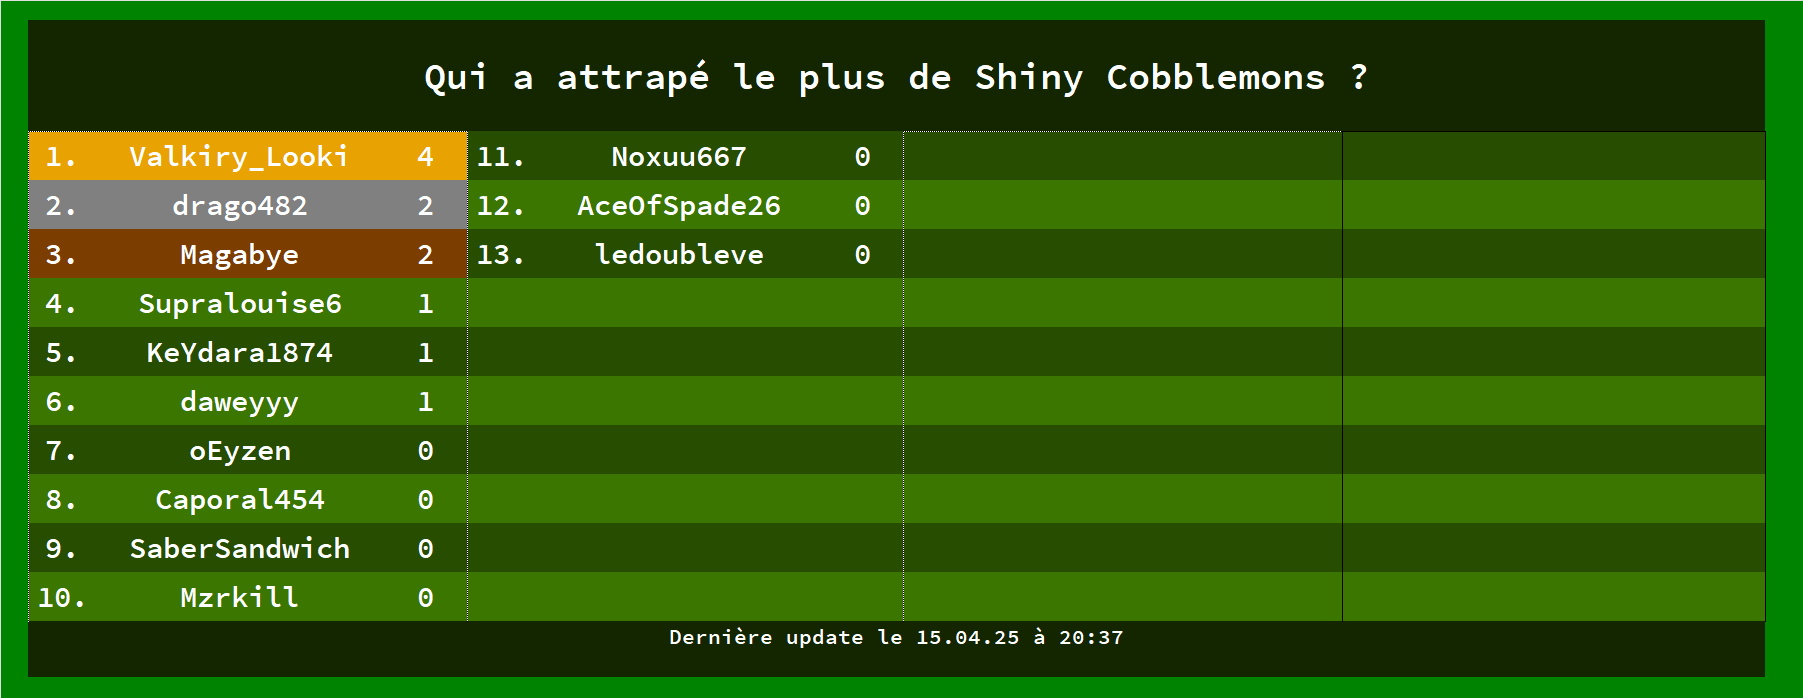 Qui a attrapé le plus de Shiny Cobblemons ?
1. Valkiry_Looki 4
2. drago482 2
3. Magabye 2
4. Supralouise6 1
5. KeYdara1874 1
6. daweyyy 1
7. oEyzen 0
8. Caporal454 0
9. SaberSandwich 0
10. Mzrkill 0
11. Noxuu667 0
12. AceOfSpade26 0
13. ledoubleve 0
Dernière update le 15.04.25 à 20:37